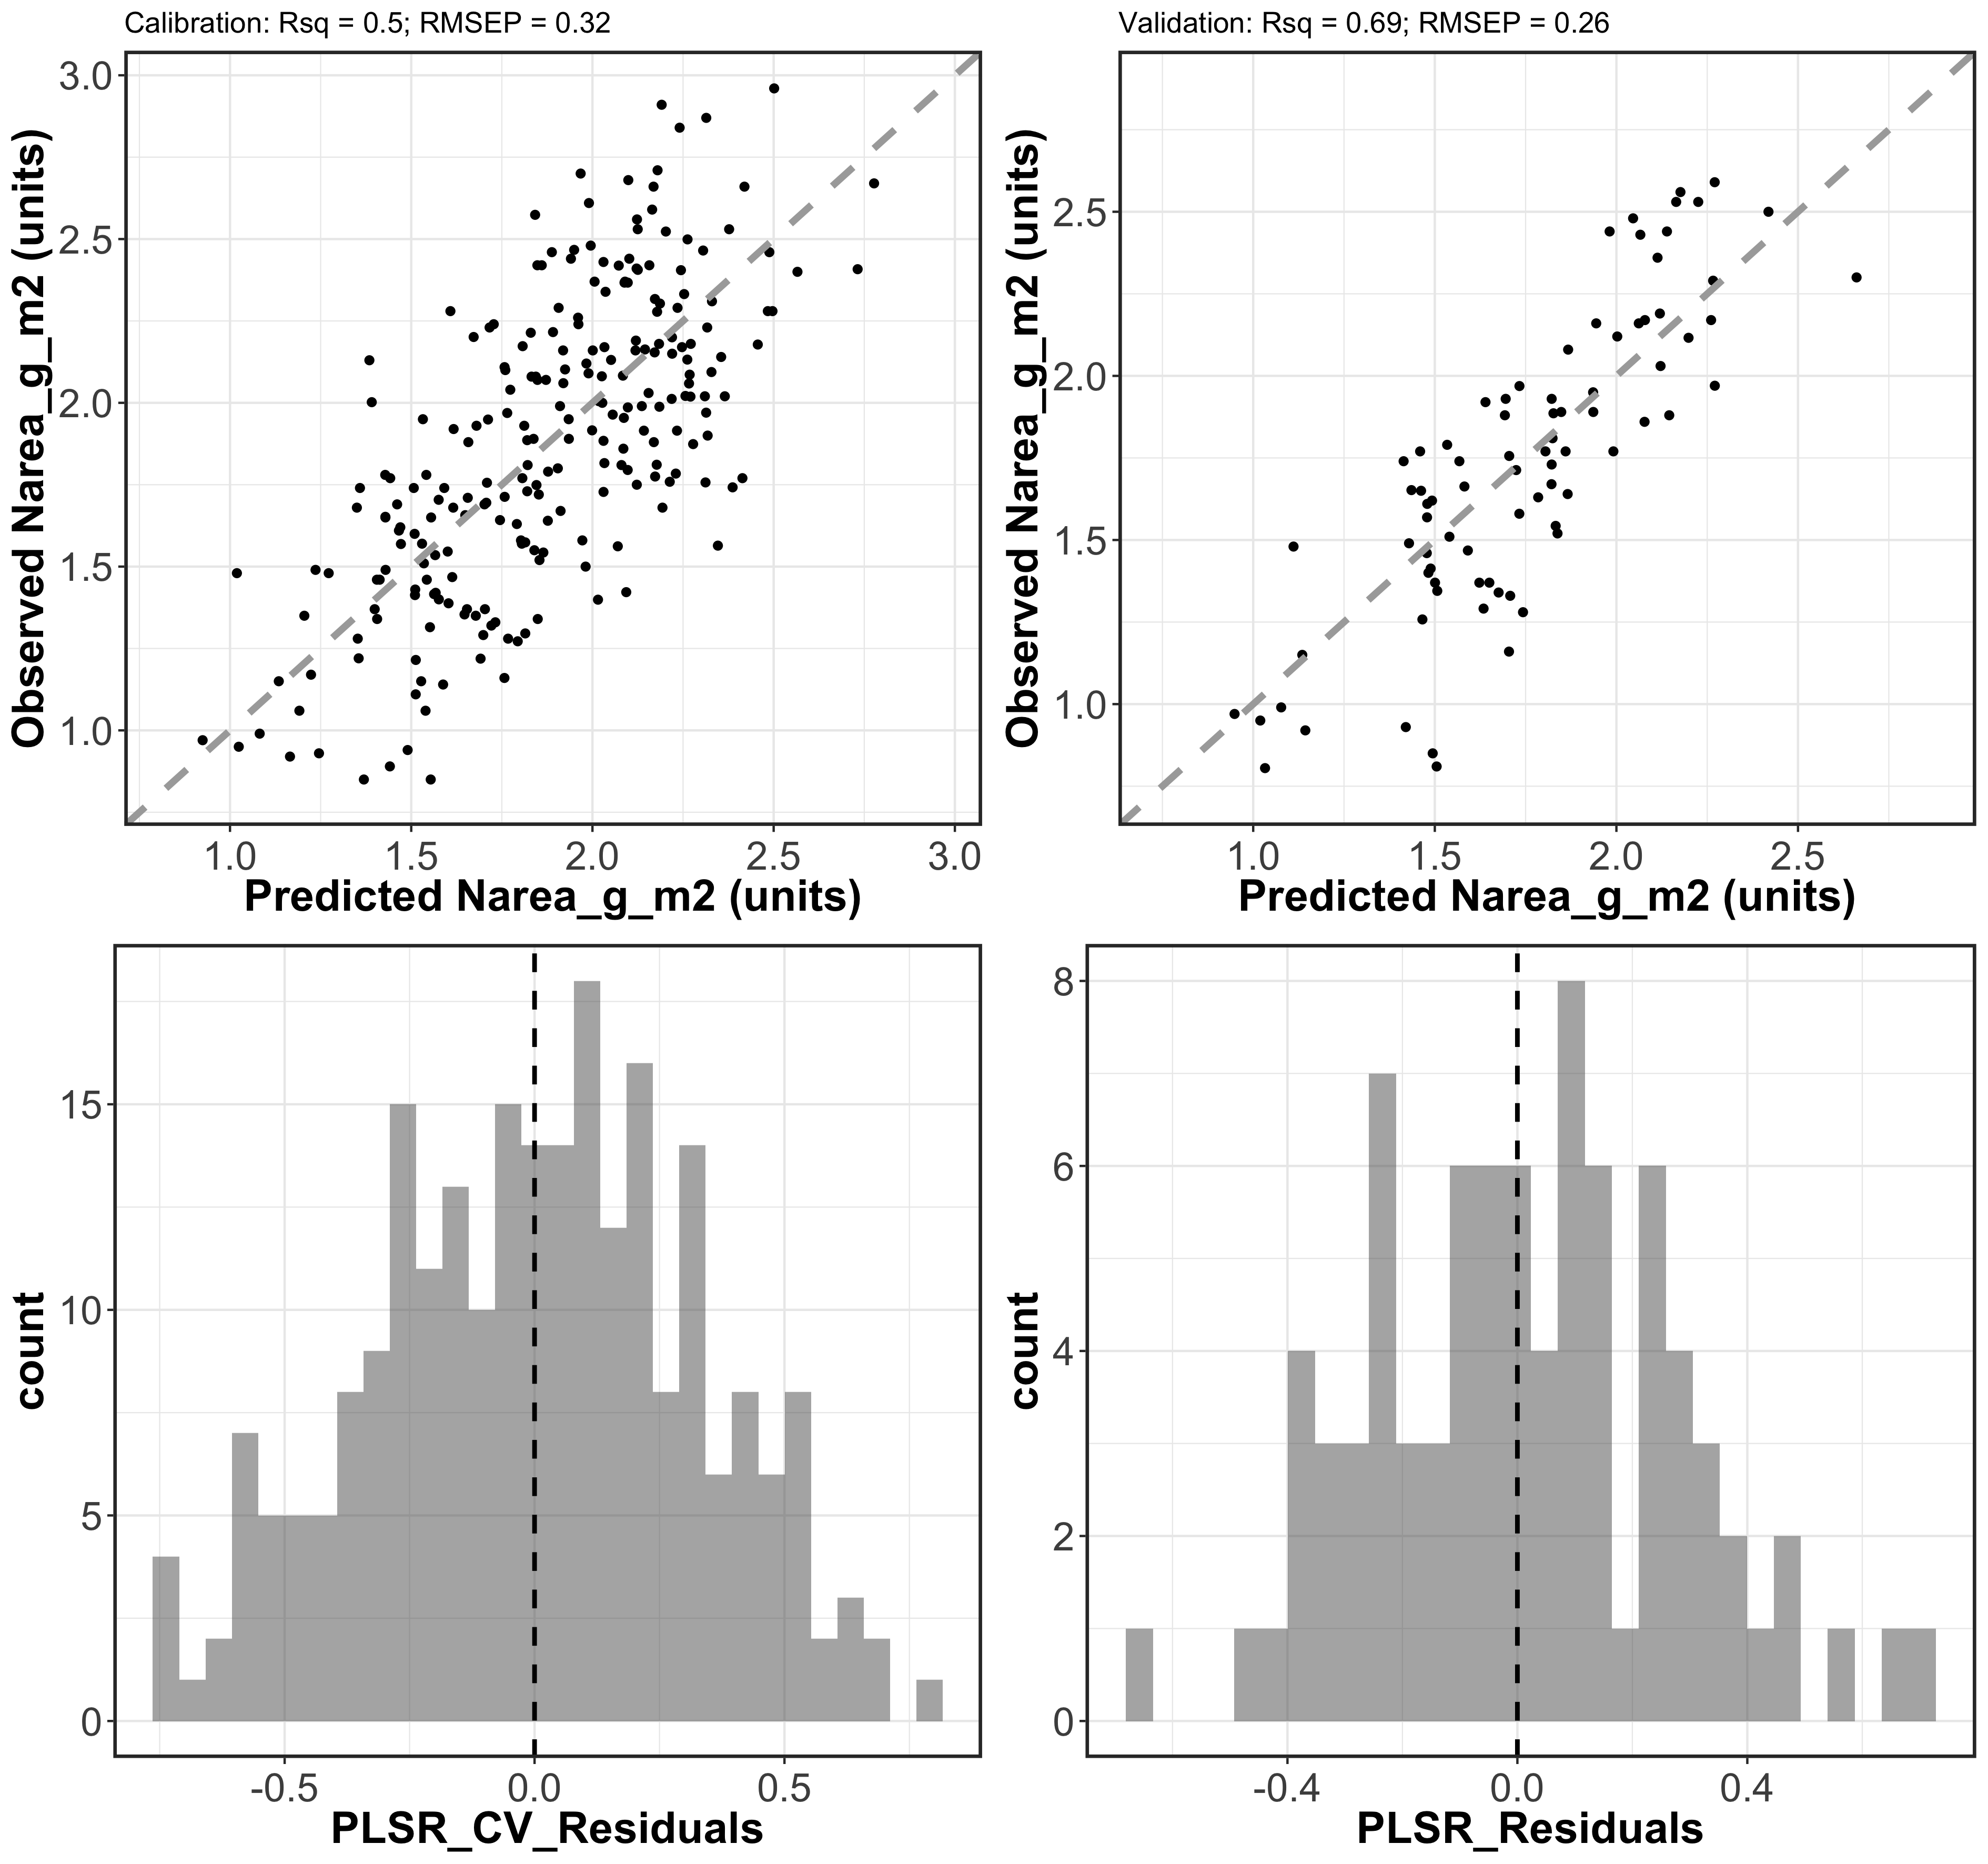 Calibration: Rsq = 0.5; RMSEP = 0.32
3.0
2.5
2.0
1.5
1.0
Observed Narea_g_m2 (units)
1.0 1.5 2.0 2.5 3.0
Predicted Narea_g_m2 (units)
Validation: Rsq = 0.69; RMSEP = 0.26
2.5
2.0
1.5
1.0
Observed Narea_g_m2 (units)
1.0 1.5 2.0 2.5
Predicted Narea_g_m2 (units)
15
10
5
0
count
-0.5 0.0 0.5
PLSR_CV_Residuals
8
6
4
2
0
count
-0.4 0.0 0.4
PLSR_Residuals